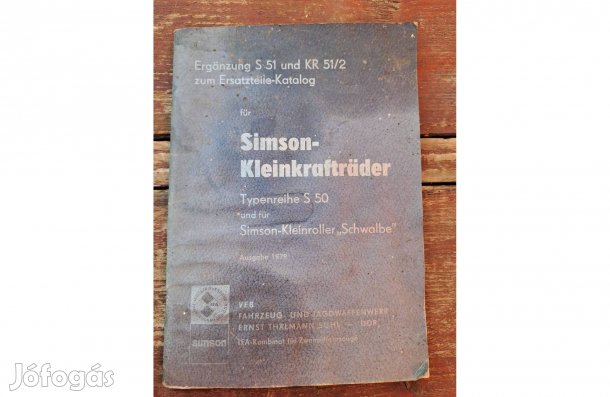 Ergänzung S 51 und KR 51/2
zum Ersatzteile-Katalog
für
Simson-
Kleinkrafträder
Typenreihe S 50
und für
Simson-Kleinroller „Schwalbe"
Ausgabe 1979
VEB
FAHRZEUG- UND JAGDWAFFENWERK
ERNST THÄLMANN SUHL - DDR
IFA-Kombinat für Zweiradfahrzeuge
simson
Jófogás